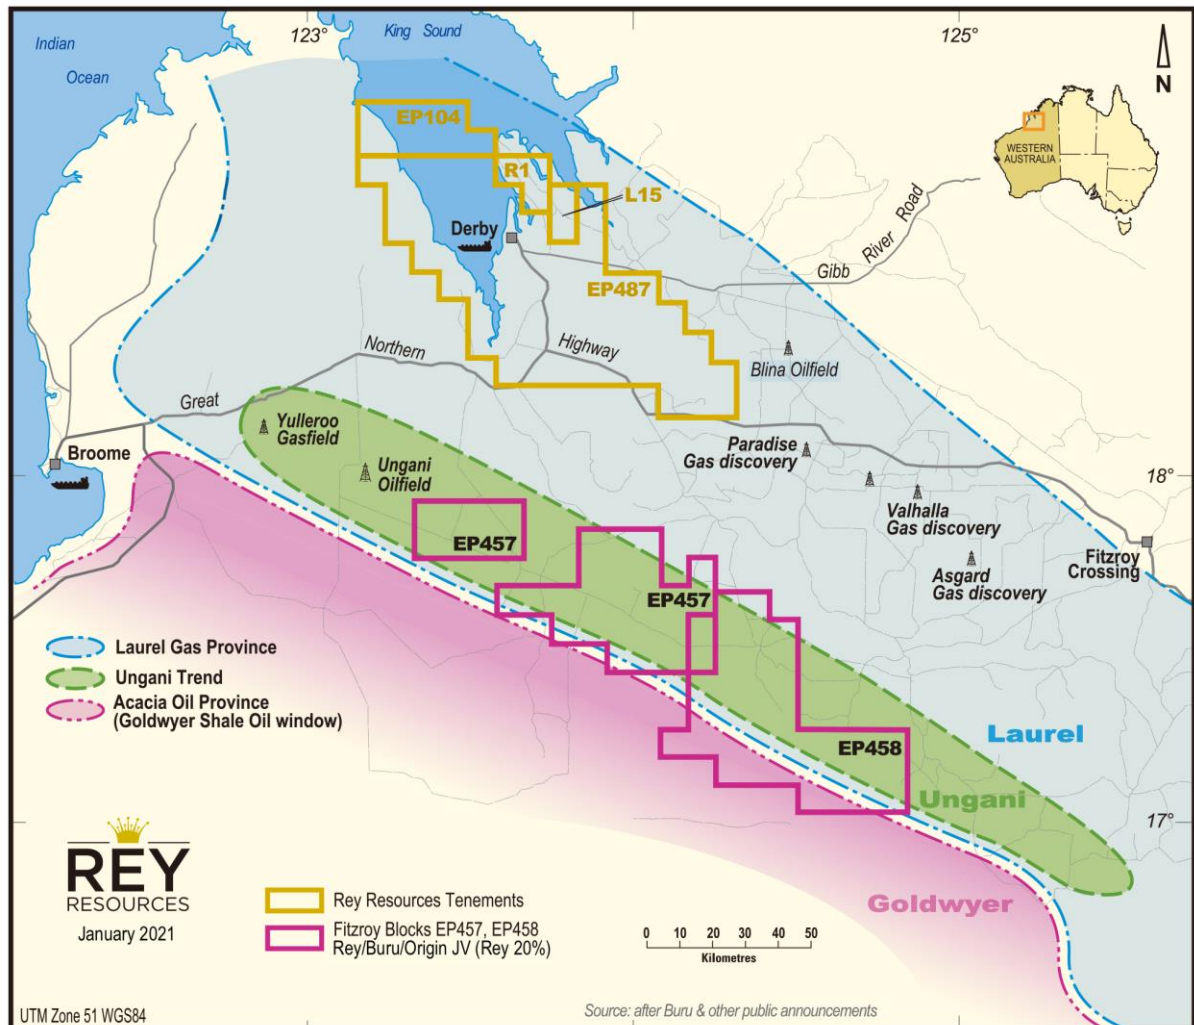 Indian
Ocean
123°
King Sound
125°
N
WESTERN
AUSTRALIA
EP104
R1
L15
Derby
Gibb River Road
EP487
Northern
Highway
Blina Oilfield
Great
Yulleroo
Gasfield
Broome
Ungani
Oilfield
Paradise
Gas discovery
18°
Valhalla
Gas discovery
EP457
Fitzroy
Crossing
Asgard
Gas discovery
EP457
Laurel Gas Province
Ungani Trend
Acacia Oil Province
(Goldwyer Shale Oil window)
Laurel
EP458
Ungani
17°
REY
RESOURCES
January 2021
Goldwyer
Rey Resources Tenements
Fitzroy Blocks EP457, EP458
Rey/Buru/Origin JV (Rey 20%)
0 10 20 30 40 50
Kilometres
UTM Zone 51 WGS84
Source: after Buru & other public announcements